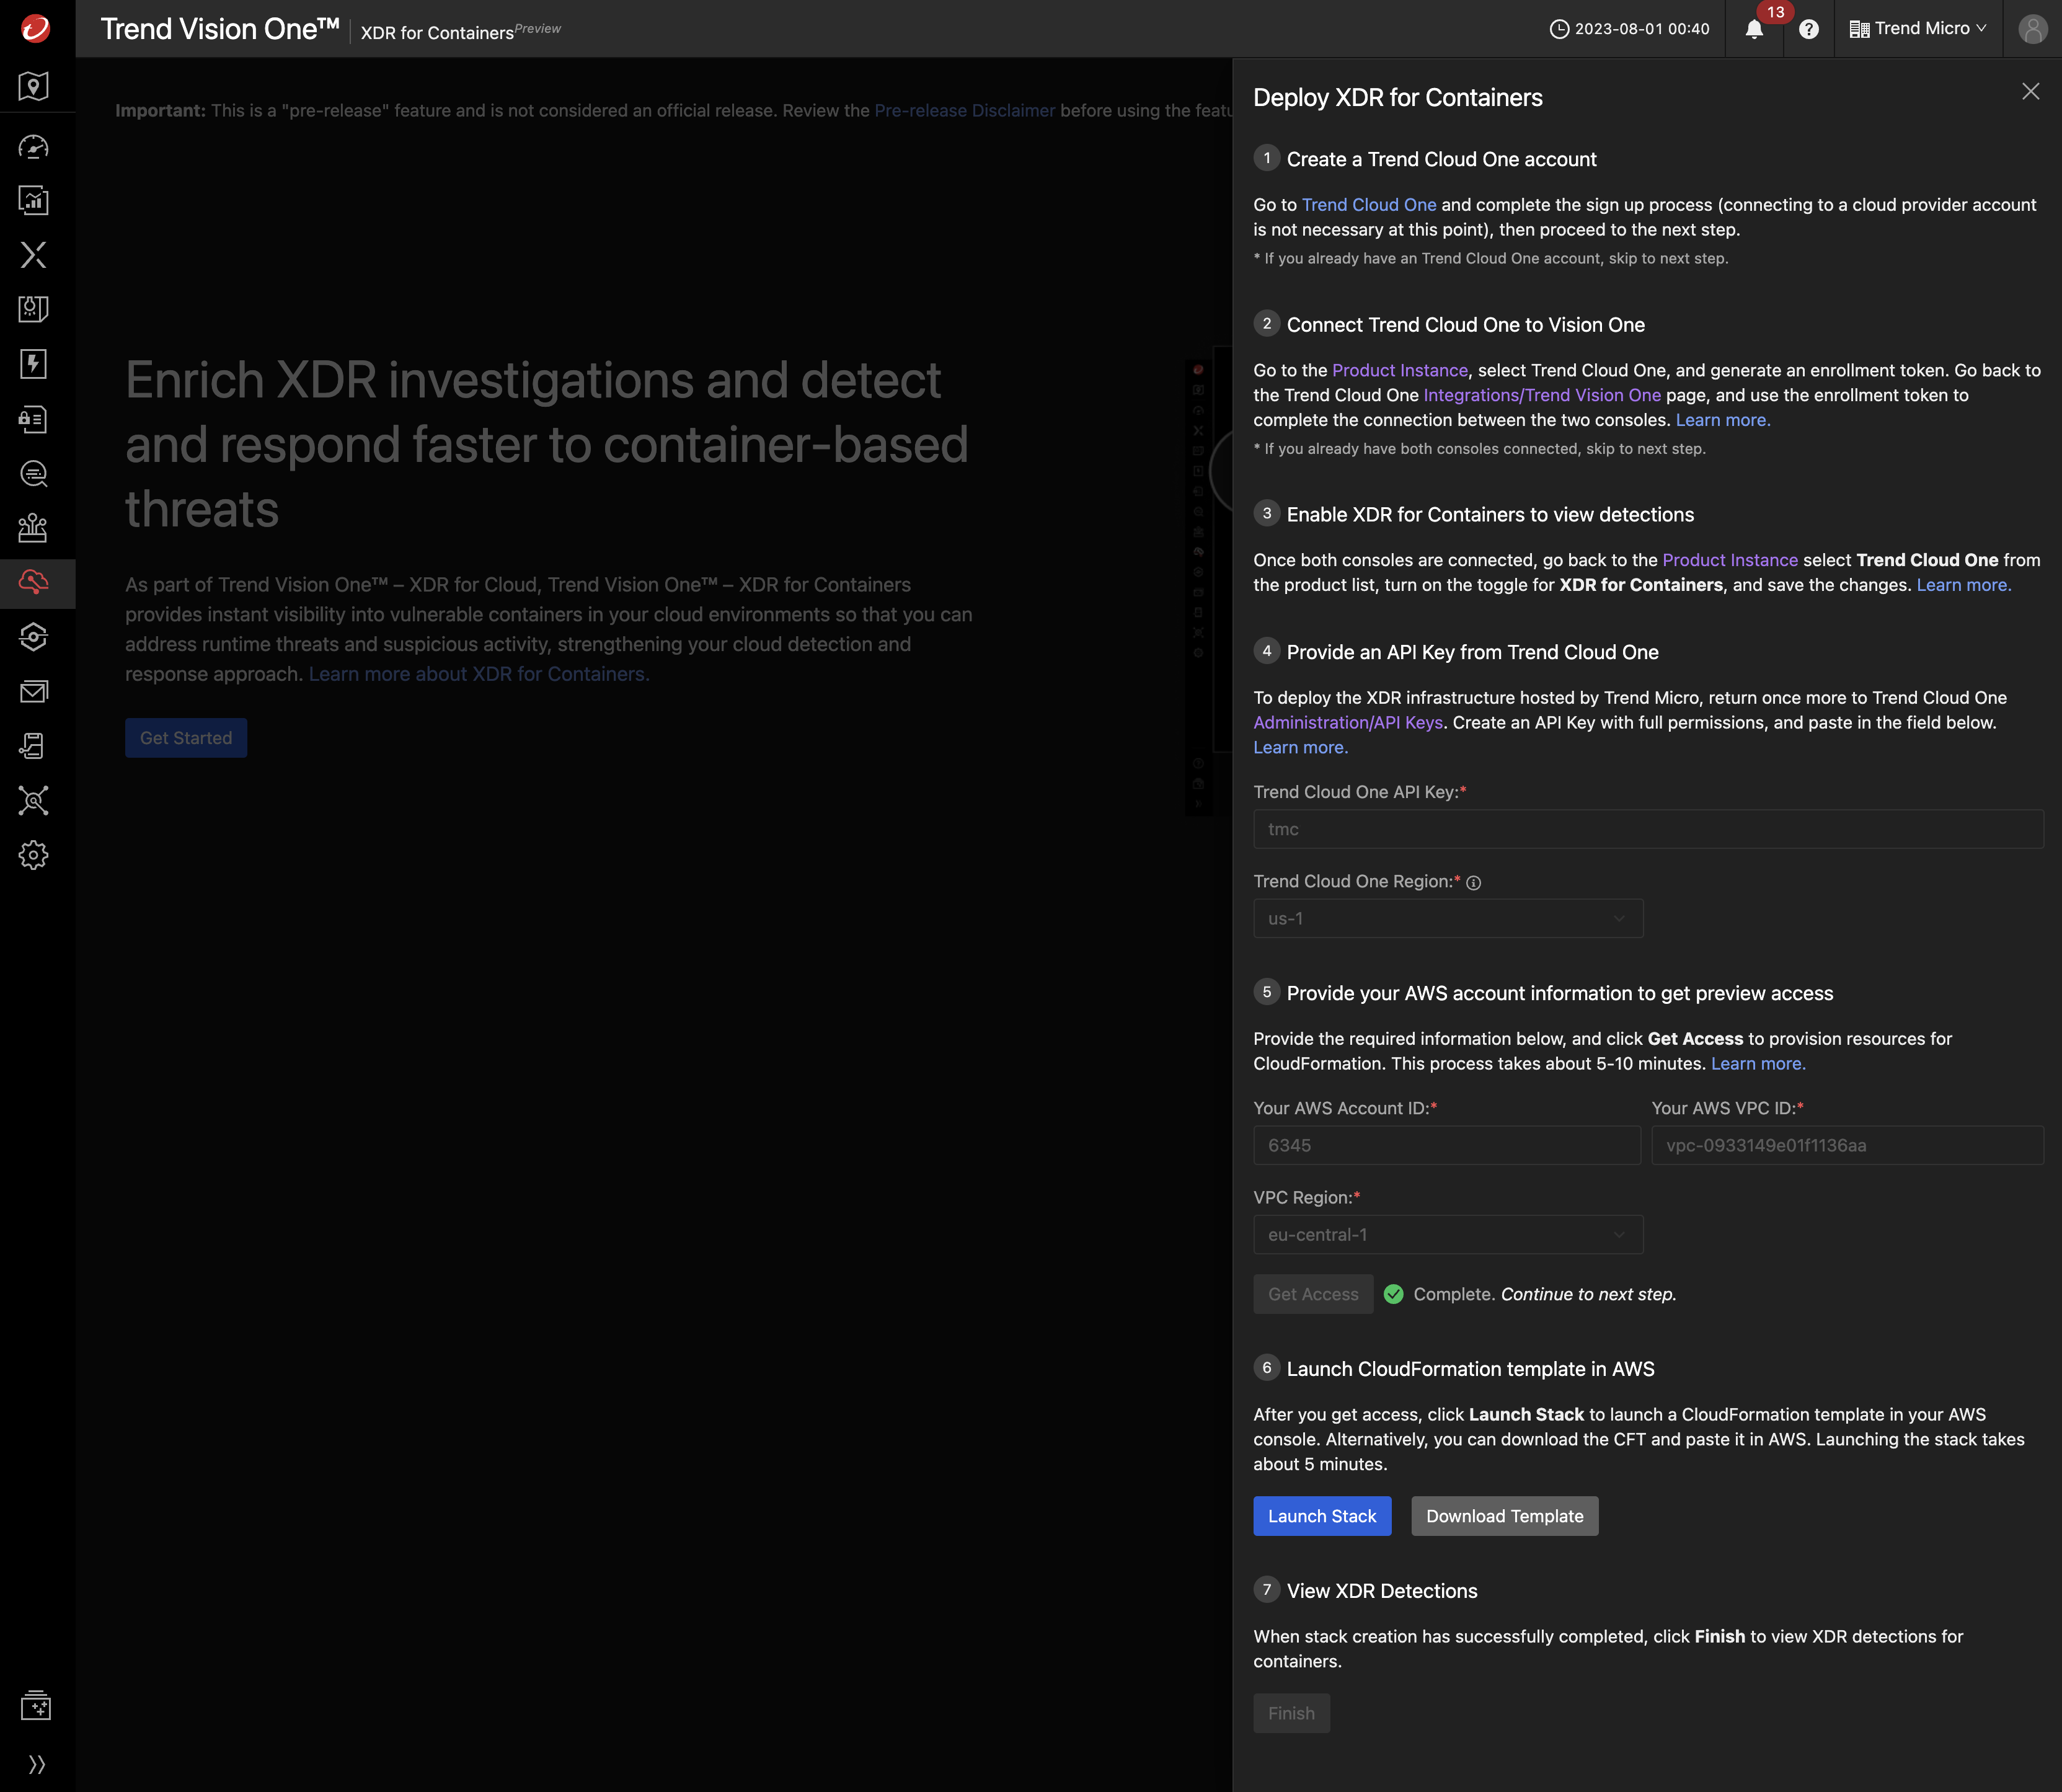 Trend Vision One™ XDR for Containers Preview
2023-08-01 00:40
13
Trend Micro
Important: This is a "pre-release" feature and is not considered an official release. Review the Pre-release Disclaimer before using the featu
Enrich XDR investigations and detect
and respond faster to container-based
threats
As part of Trend Vision One™ – XDR for Cloud, Trend Vision One™ – XDR for Containers
provides instant visibility into vulnerable containers in your cloud environments so that you can
address runtime threats and suspicious activity, strengthening your cloud detection and
response approach. Learn more about XDR for Containers.
Get Started
Deploy XDR for Containers
1 Create a Trend Cloud One account
Go to Trend Cloud One and complete the sign up process (connecting to a cloud provider account
is not necessary at this point), then proceed to the next step.
* If you already have an Trend Cloud One account, skip to next step.
2 Connect Trend Cloud One to Vision One
Go to the Product Instance, select Trend Cloud One, and generate an enrollment token. Go back to
the Trend Cloud One Integrations/Trend Vision One page, and use the enrollment token to
complete the connection between the two consoles. Learn more.
* If you already have both consoles connected, skip to next step.
3 Enable XDR for Containers to view detections
Once both consoles are connected, go back to the Product Instance select Trend Cloud One from
the product list, turn on the toggle for XDR for Containers, and save the changes. Learn more.
4 Provide an API Key from Trend Cloud One
To deploy the XDR infrastructure hosted by Trend Micro, return once more to Trend Cloud One
Administration/API Keys. Create an API Key with full permissions, and paste in the field below.
Learn more.
Trend Cloud One API Key:*
tmc
Trend Cloud One Region:*
us-1
5 Provide your AWS account information to get preview access
Provide the required information below, and click Get Access to provision resources for
CloudFormation. This process takes about 5-10 minutes. Learn more.
Your AWS Account ID:* Your AWS VPC ID:*
6345 vpc-0933149e01f1136aa
VPC Region:*
eu-central-1
Get Access Complete. Continue to next step.
6 Launch CloudFormation template in AWS
After you get access, click Launch Stack to launch a CloudFormation template in your AWS
console. Alternatively, you can download the CFT and paste it in AWS. Launching the stack takes
about 5 minutes.
Launch Stack Download Template
7 View XDR Detections
When stack creation has successfully completed, click Finish to view XDR detections for
containers.
Finish